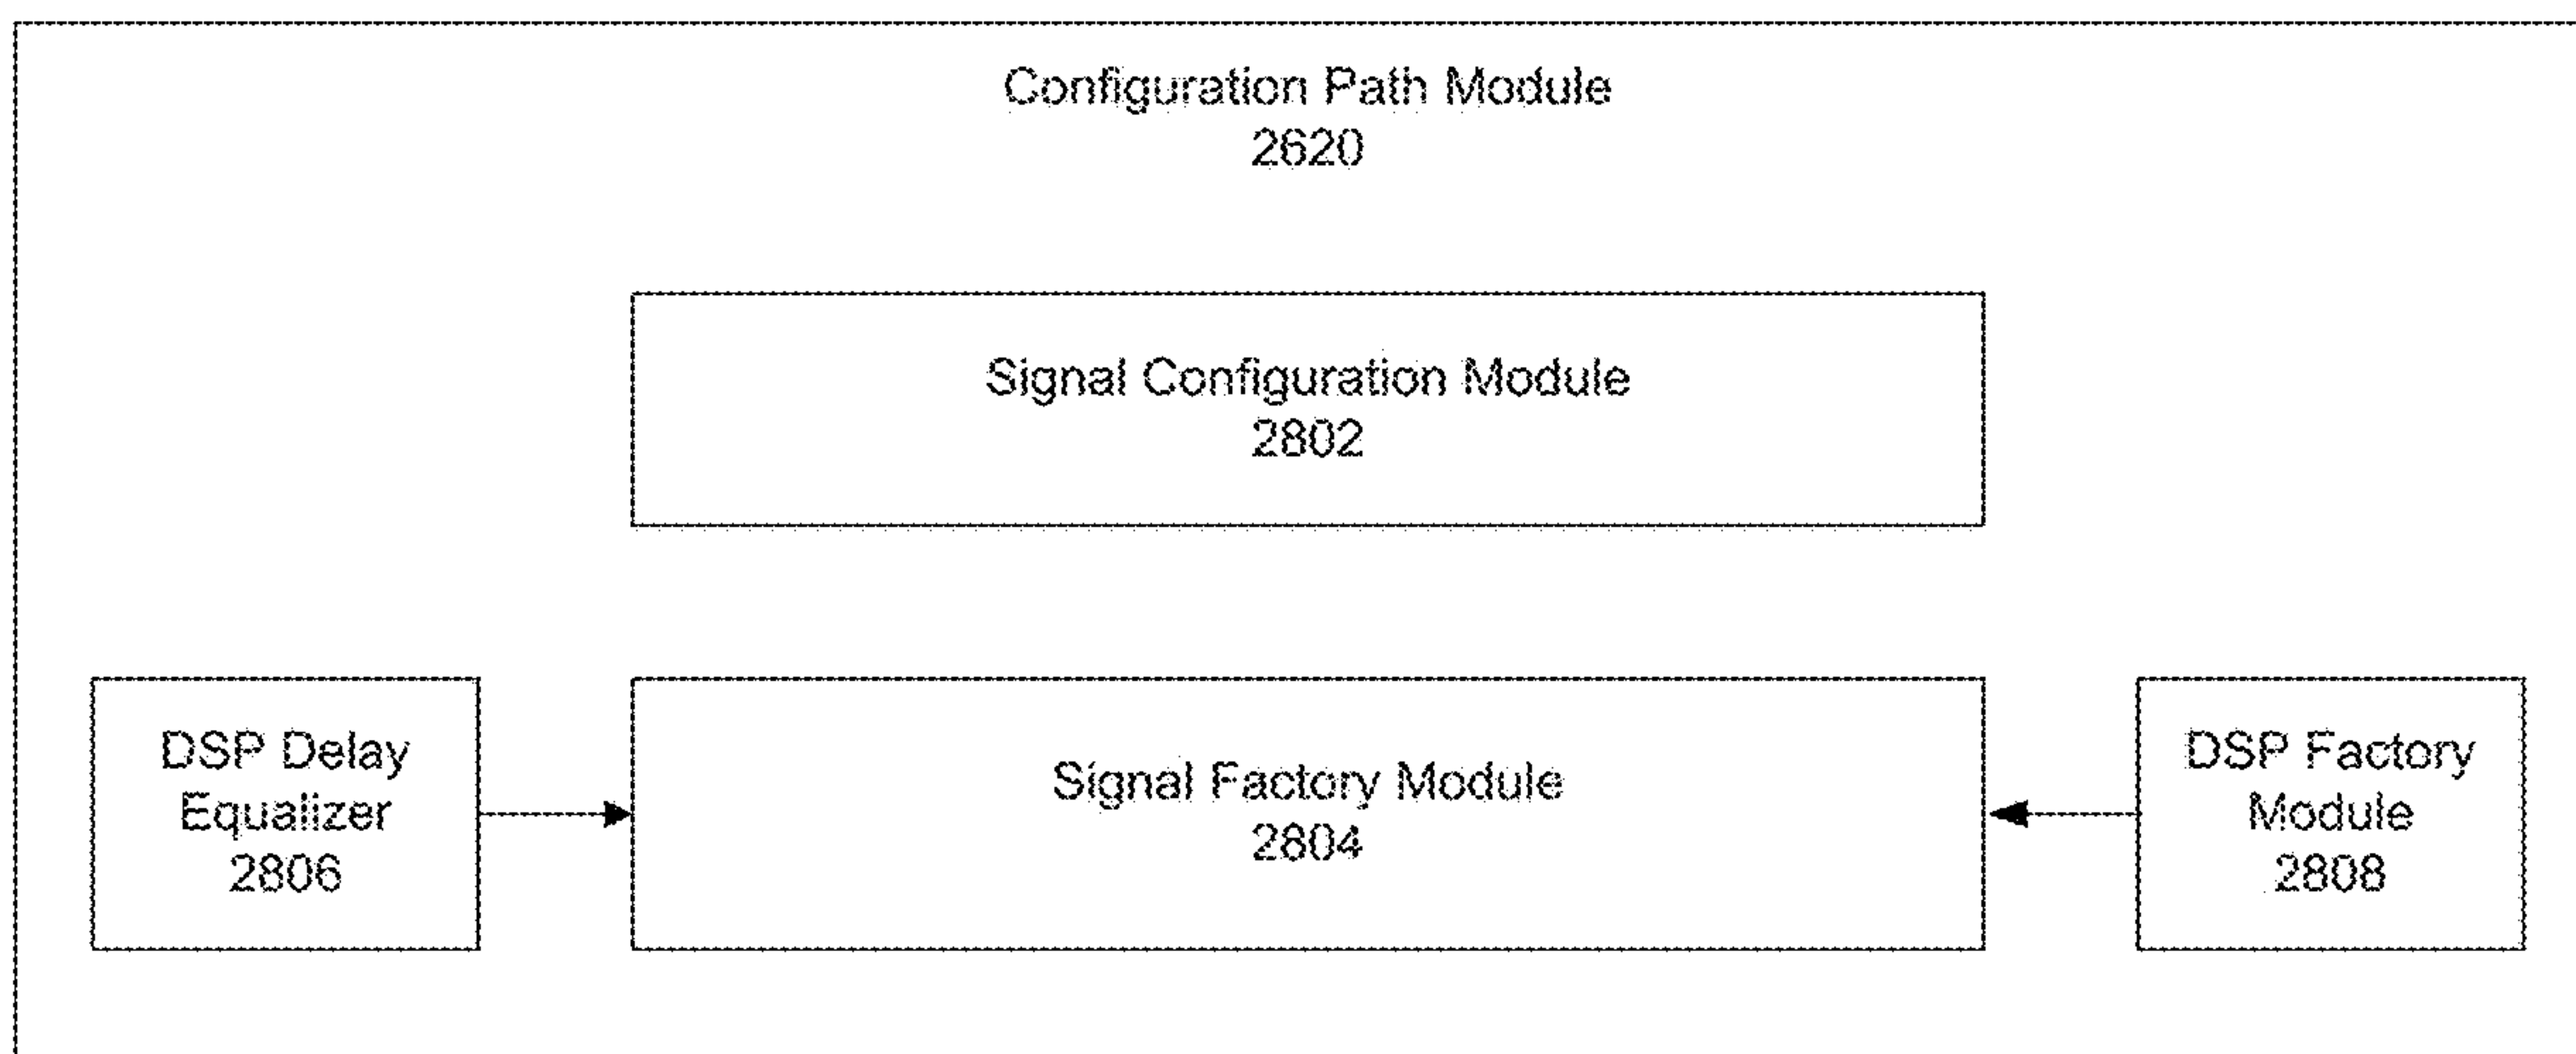 Configuration Path Module
2620
Signal Configuration Module
2802
DSP Delay
Equalizer
2806
Signal Factory Module
2804
DSP Factory
Module
2808